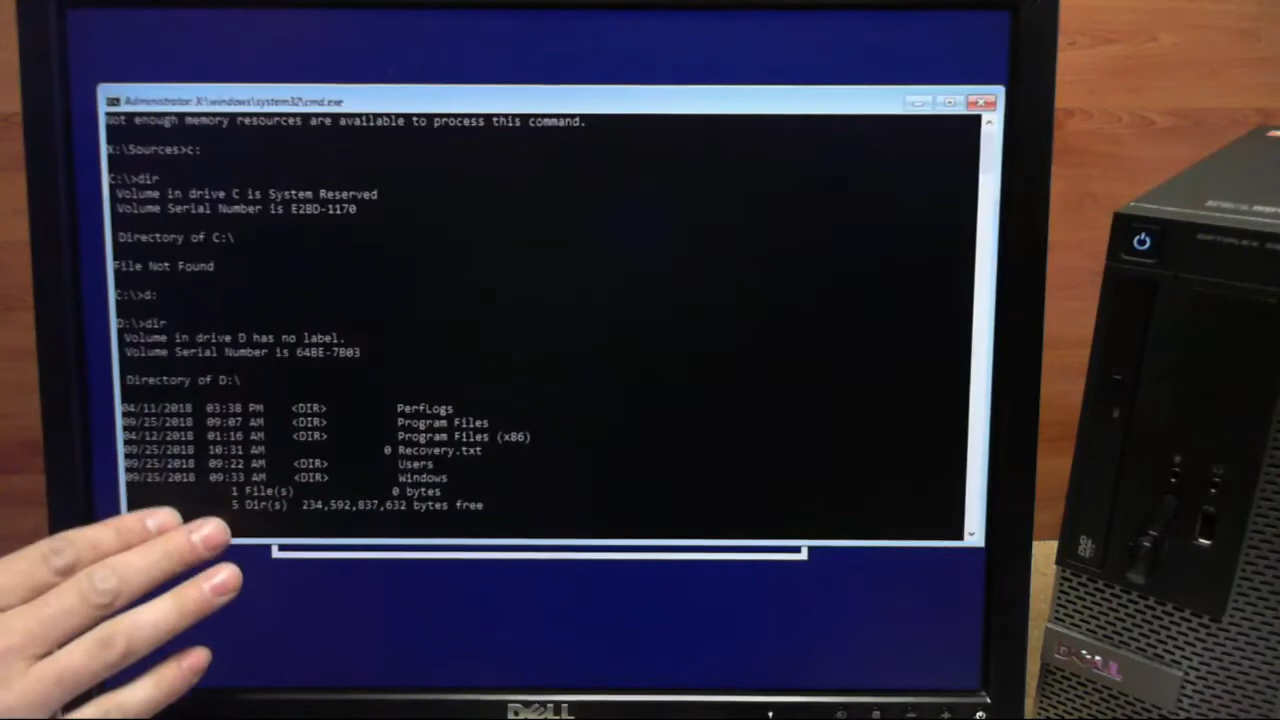 Administrator: X:\windows\system32\cmd.exe
Not enough memory resources are available to process this command.
X:\Sources>c:
C:\>dir
Volume in drive C is System Reserved
Volume Serial Number is E2BD-1170
Directory of C:\
File Not Found
C:\>d:
D:\>dir
Volume in drive D has no label.
Volume Serial Number is 64BE-7B03
Directory of D:\
04/11/2018 03:38 PM <DIR> PerfLogs
09/25/2018 09:07 AM <DIR> Program Files
04/12/2018 01:16 AM <DIR> Program Files (x86)
09/25/2018 10:31 AM 0 Recovery.txt
09/25/2018 09:22 AM <DIR> Users
09/25/2018 09:33 AM <DIR> Windows
1 File(s) 0 bytes
5 Dir(s) 234,592,837,632 bytes free
DELL
OPTIPLEX
DVD
DELL